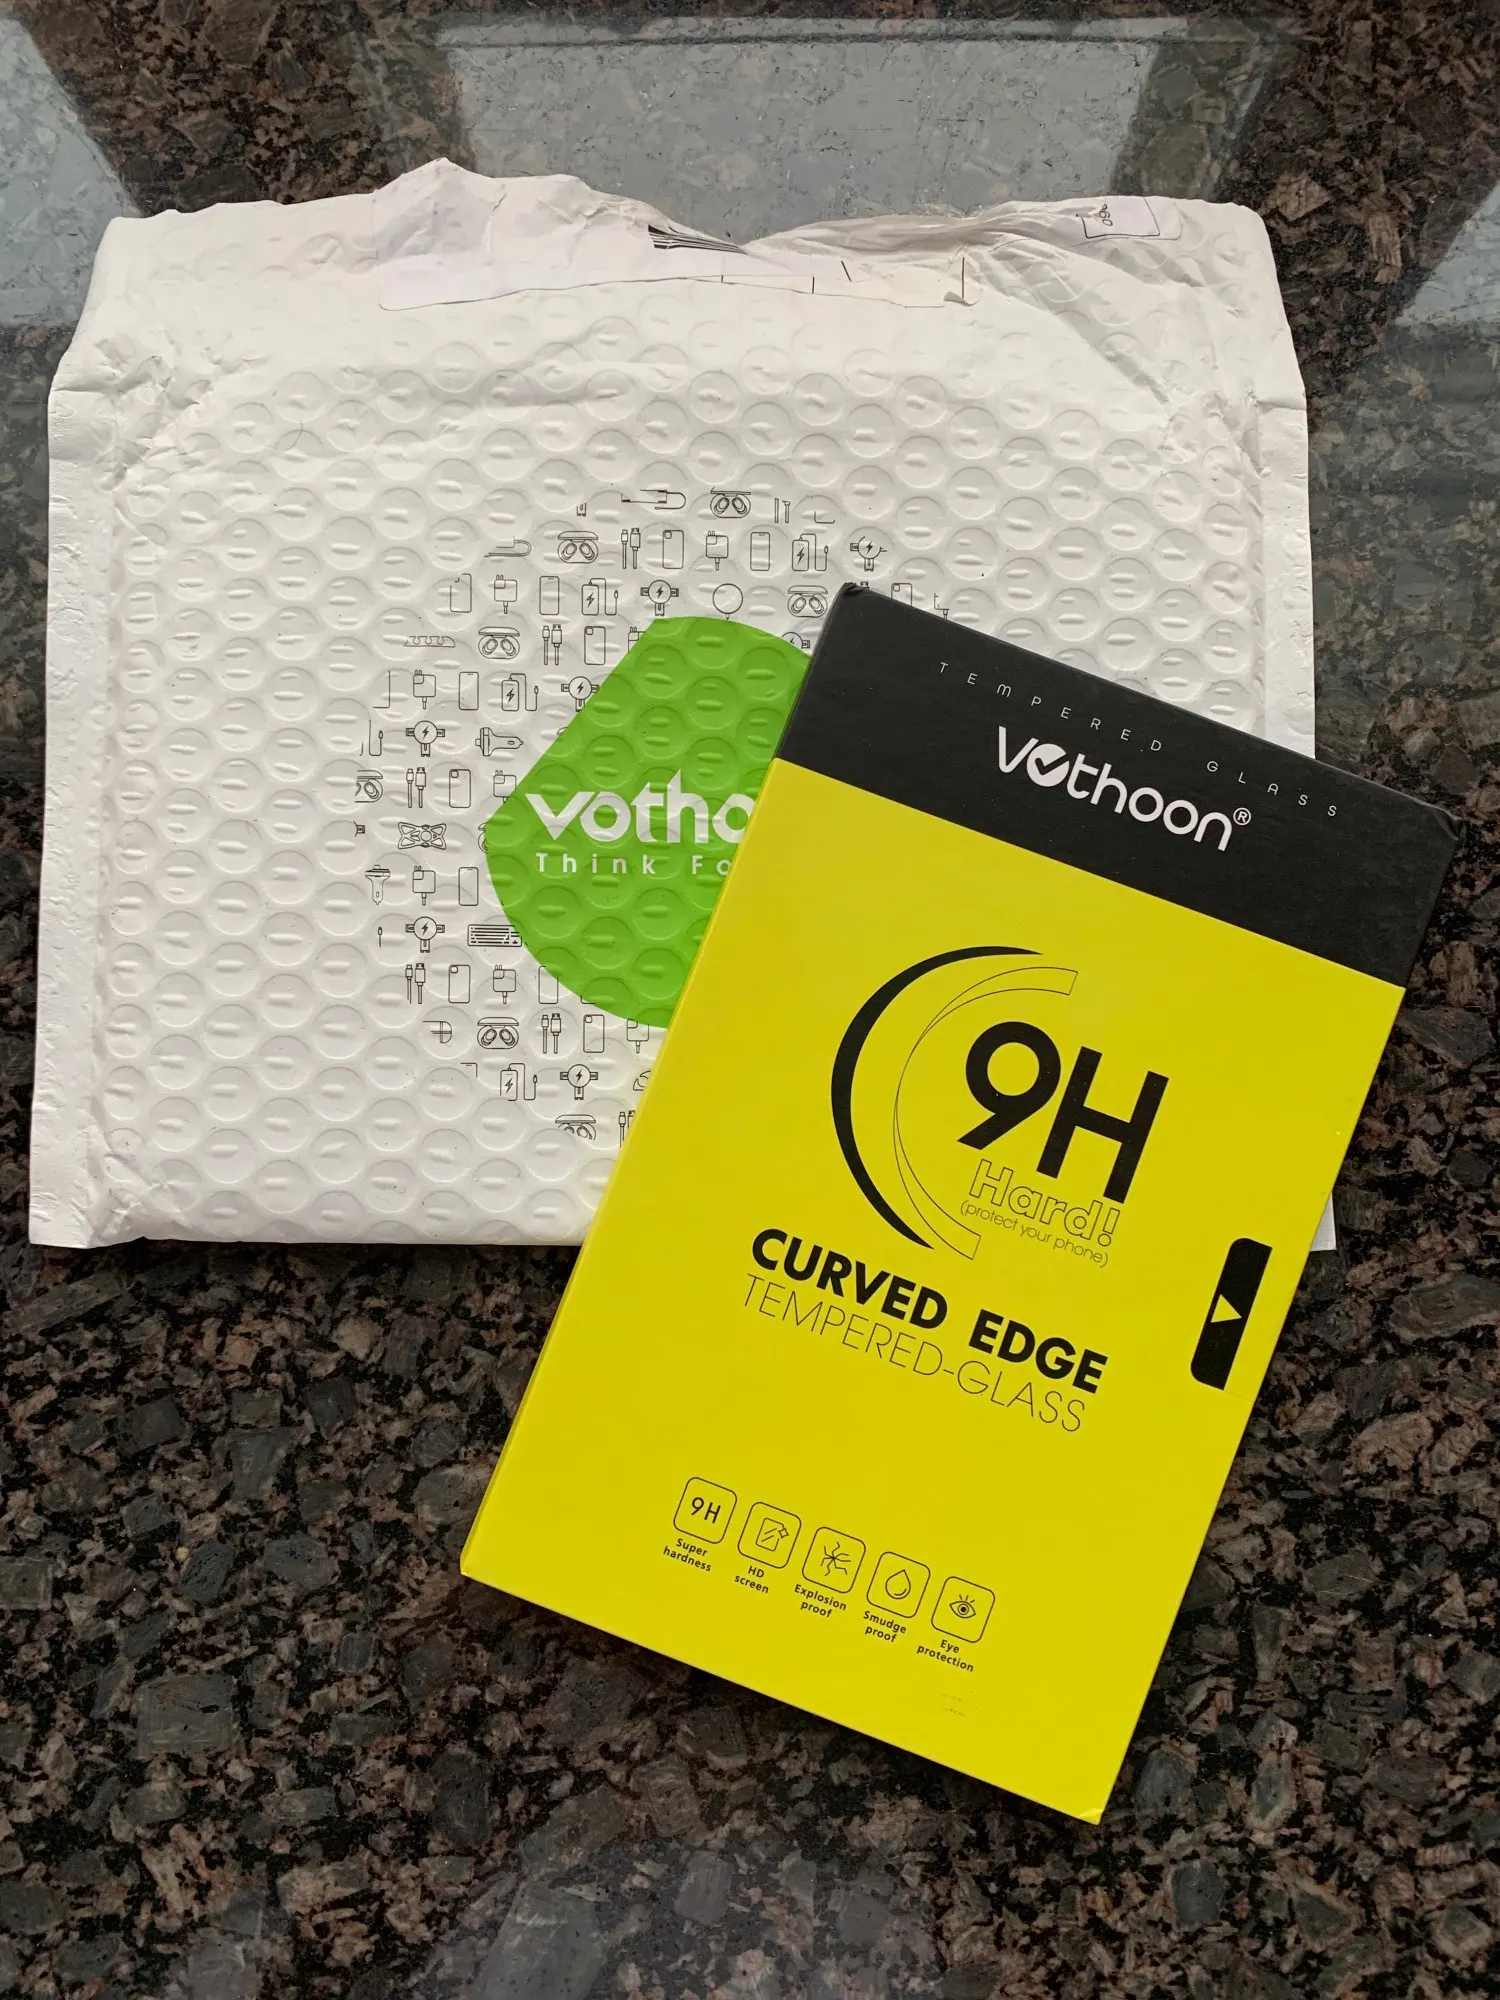 votho
Think Fo
TEMPERED GLASS
Vothoon®
9H
Hard!
(protect your phone)
CURVED EDGE
TEMPERED-GLASS
9H
Super
hardness
HD
screen
Explosion
proof
Smudge
proof
Eye
protection